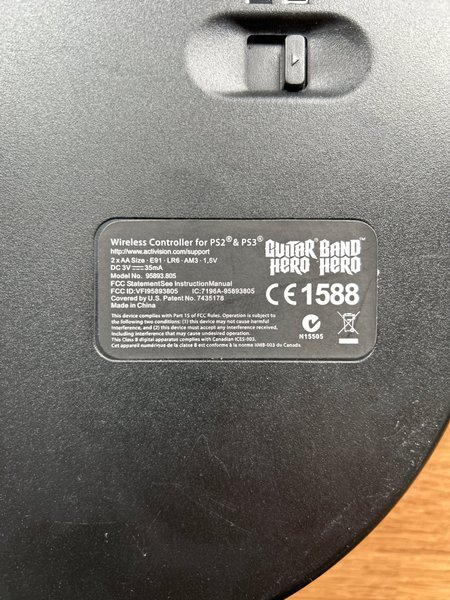 Wireless Controller for PS2® & PS3®
http://www.activision.com/support
2 x AA Size · E91 · LR6 · AM3 · 1,5V
DC 3V ⎓ 35mA
Model No. 95893.805
FCC StatementSee InstructionManual
FCC ID:VFI95893805 IC:7196A-95893805
Covered by U.S. Patent No. 7435178
Made in China
GUITAR HERO®
BAND HERO™
CE1588
N15505
This device complies with Part 15 of FCC Rules. Operation is subject to
the following two conditions: (1) this device may not cause harmful
Interference, and (2) this device must accept any interference received,
including interference that may cause undesired operation.
This Class B digital apparatus complies with Canadian ICES-003.
Cet appareil numérique de la classe B est conforme à la norme NMB-003 du Canada.